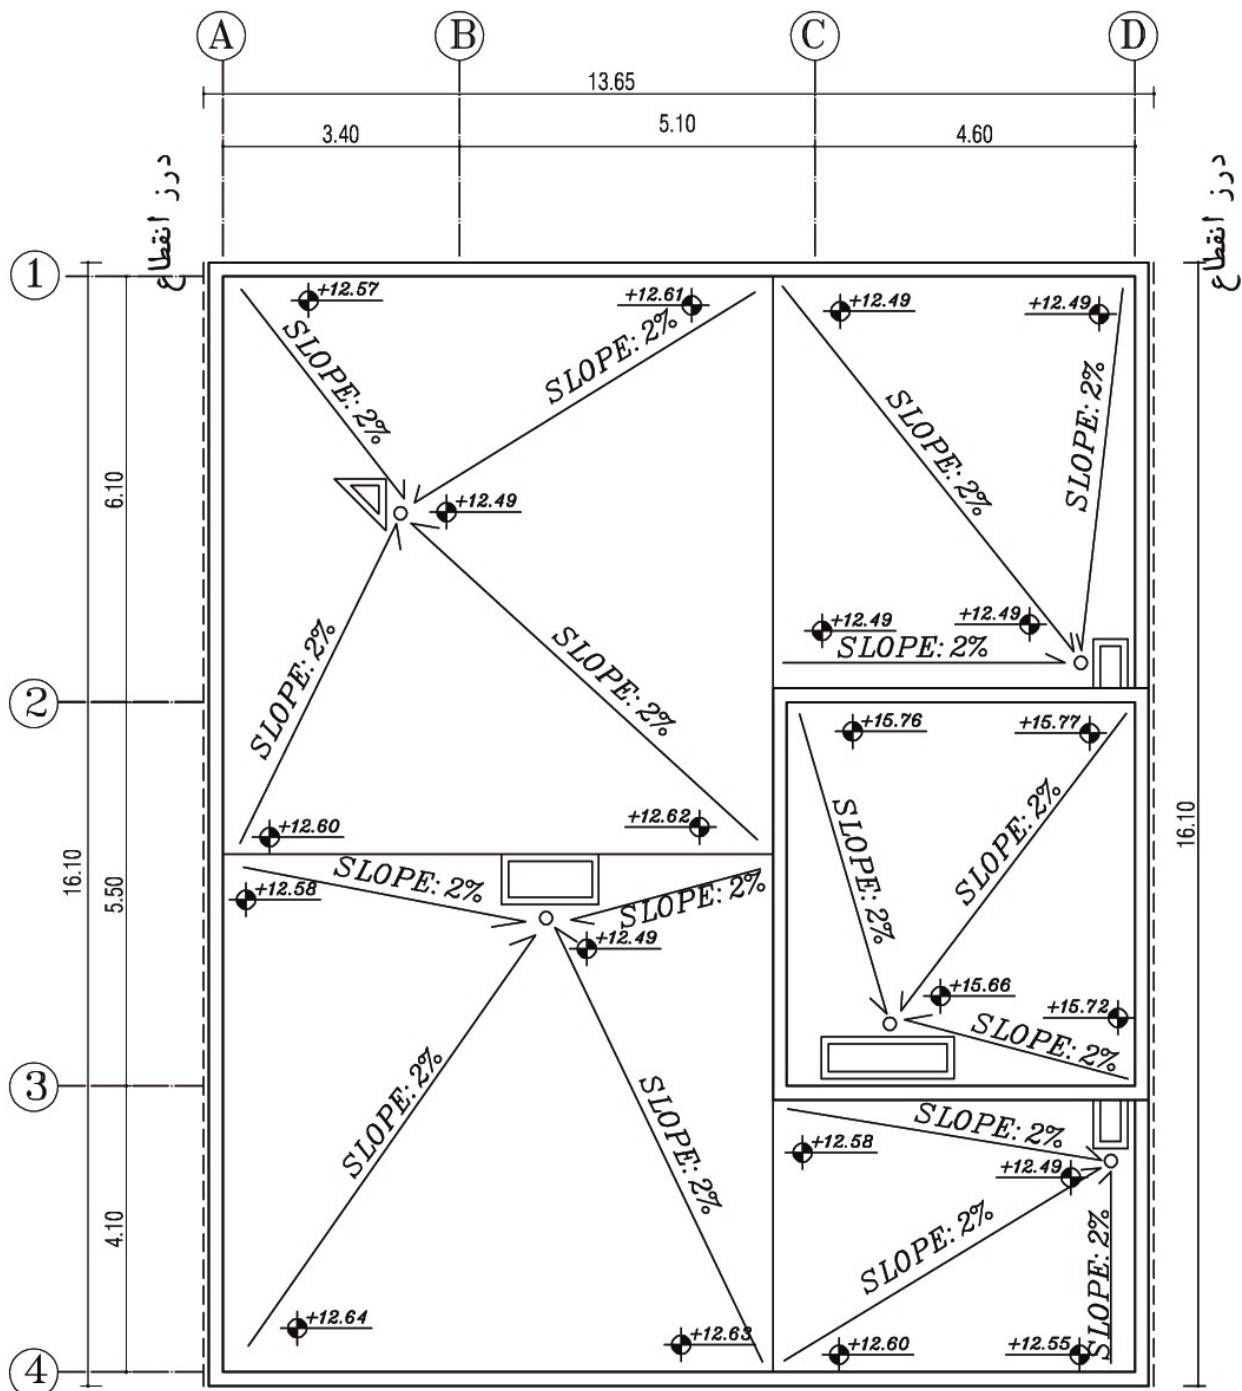 A B C D
13.65
3.40 5.10 4.60
درز انقطاع
درز انقطاع
1
+12.57 +12.61 +12.49 +12.49
SLOPE: 2%
SLOPE: 2%
SLOPE: 2%
SLOPE: 2%
6.10
+12.49
+12.49 +12.49
SLOPE: 2%
SLOPE: 2%
SLOPE: 2%
2
+15.76 +15.77
+12.60 +12.62
SLOPE: 2%
SLOPE: 2%
16.10
5.50
16.10
SLOPE: 2%
SLOPE: 2%
+12.58
+12.49
+15.66
+15.72
SLOPE: 2%
3
SLOPE: 2%
SLOPE: 2%
SLOPE: 2%
+12.58
+12.49
4.10
SLOPE: 2%
SLOPE: 2%
+12.64 +12.63 +12.60 +12.55
4